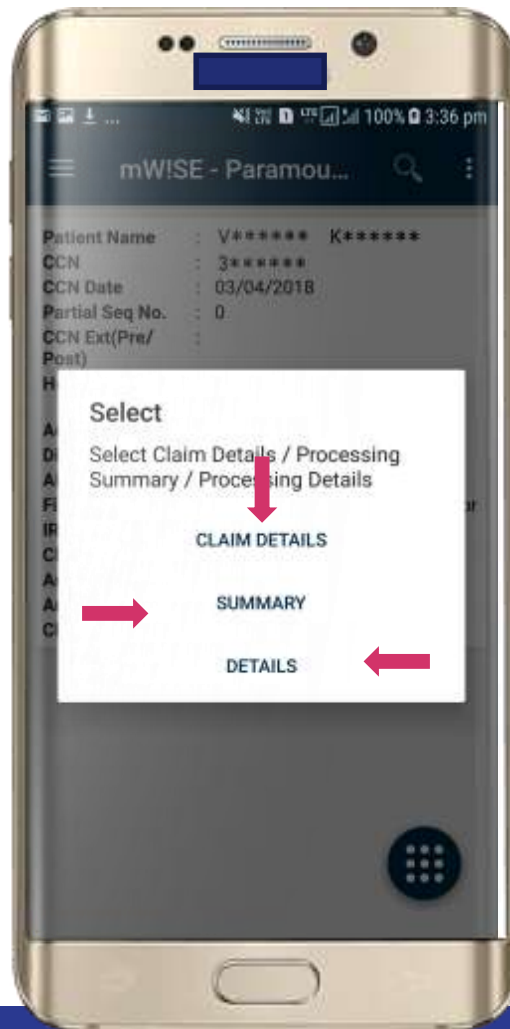 ... 100% 3:36 pm
mW!SE - Paramou...
Patient Name : V****** K******
CCN : 3******
CCN Date : 03/04/2018
Partial Seq No. : 0
CCN Ext(Pre/ :
Post)
Select
Select Claim Details / Processing
Summary / Processing Details
CLAIM DETAILS
SUMMARY
DETAILS